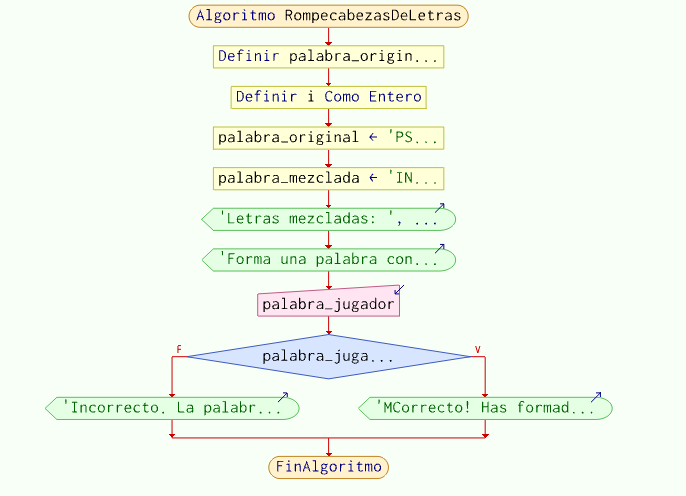 Algoritmo RompecabezasDeLetras
Definir palabra_origin...
Definir i Como Entero
palabra_original ← 'PS...
palabra_mezclada ← 'IN...
'Letras mezcladas: ', ...
'Forma una palabra con...
palabra_jugador
F
V
palabra_juga...
'Incorrecto. La palabr...
'MCorrecto! Has formad...
FinAlgoritmo